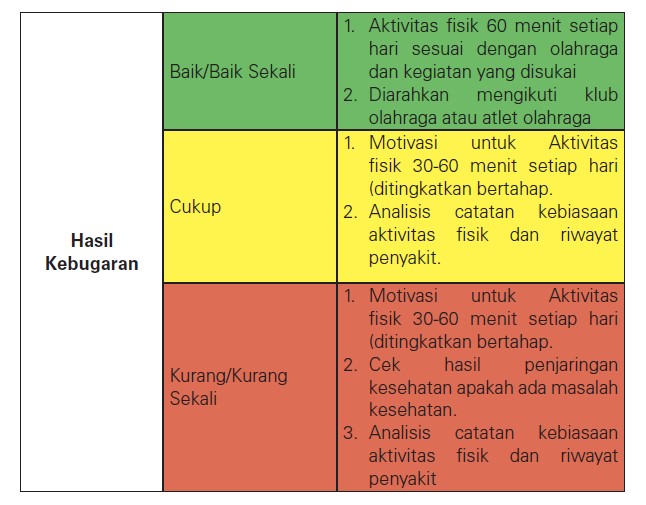 Hasil
Kebugaran
Baik/Baik Sekali
1. Aktivitas fisik 60 menit setiap
hari sesuai dengan olahraga
dan kegiatan yang disukai
2. Diarahkan mengikuti klub
olahraga atau atlet olahraga
Cukup
1. Motivasi untuk Aktivitas
fisik 30-60 menit setiap hari
(ditingkatkan bertahap.
2. Analisis catatan kebiasaan
aktivitas fisik dan riwayat
penyakit.
Kurang/Kurang
Sekali
1. Motivasi untuk Aktivitas
fisik 30-60 menit setiap hari
(ditingkatkan bertahap.
2. Cek hasil penjaringan
kesehatan apakah ada masalah
kesehatan.
3. Analisis catatan kebiasaan
aktivitas fisik dan riwayat
penyakit